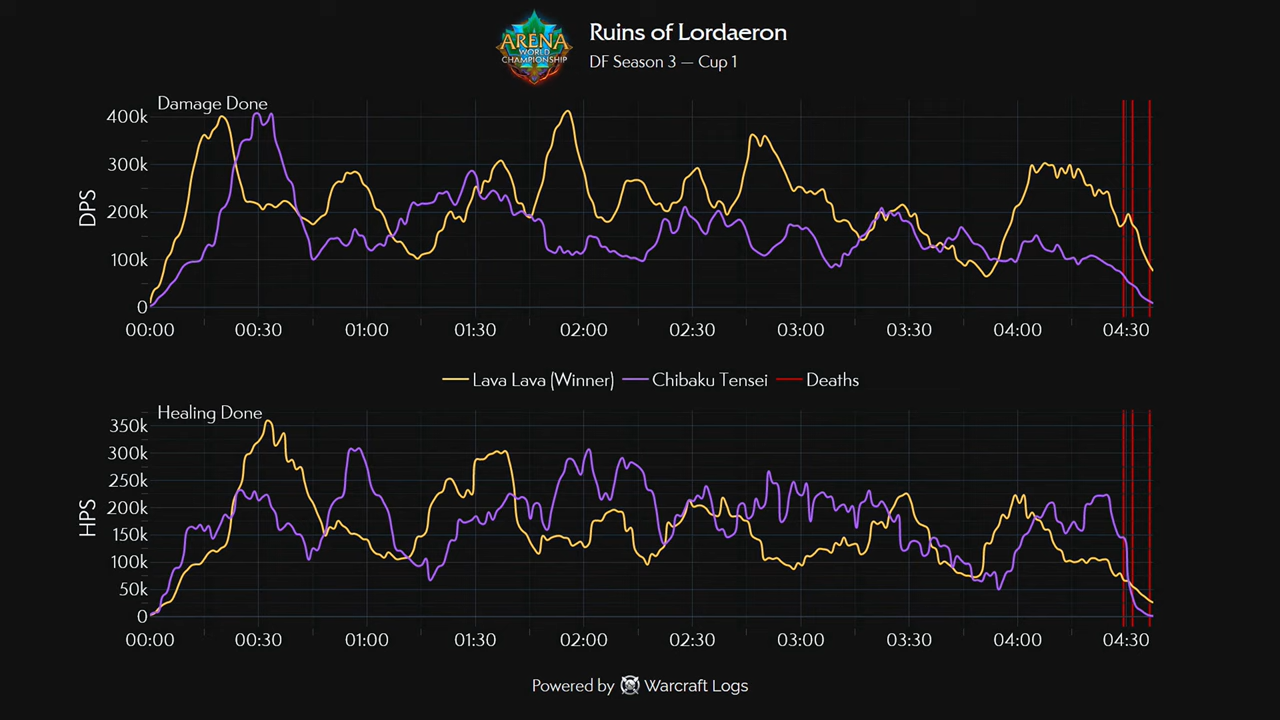 ARENA
WORLD
CHAMPIONSHIP
Ruins of Lordaeron
DF Season 3 — Cup 1
Damage Done
400k
300k
200k
100k
0
DPS
00:00 00:30 01:00 01:30 02:00 02:30 03:00 03:30 04:00 04:30
Lava Lava (Winner) Chibaku Tensei Deaths
Healing Done
350k
300k
250k
200k
150k
100k
50k
0
HPS
00:00 00:30 01:00 01:30 02:00 02:30 03:00 03:30 04:00 04:30
Powered by Warcraft Logs